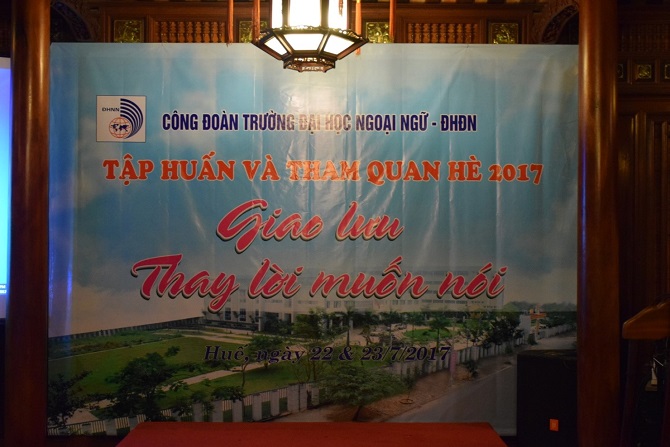 ĐHNN
CÔNG ĐOÀN TRƯỜNG ĐẠI HỌC NGOẠI NGỮ - ĐHĐN
TẬP HUẤN VÀ THAM QUAN HÈ 2017
Giao lưu
Thay lời muốn nói
Huế, ngày 22 & 23/7/2017